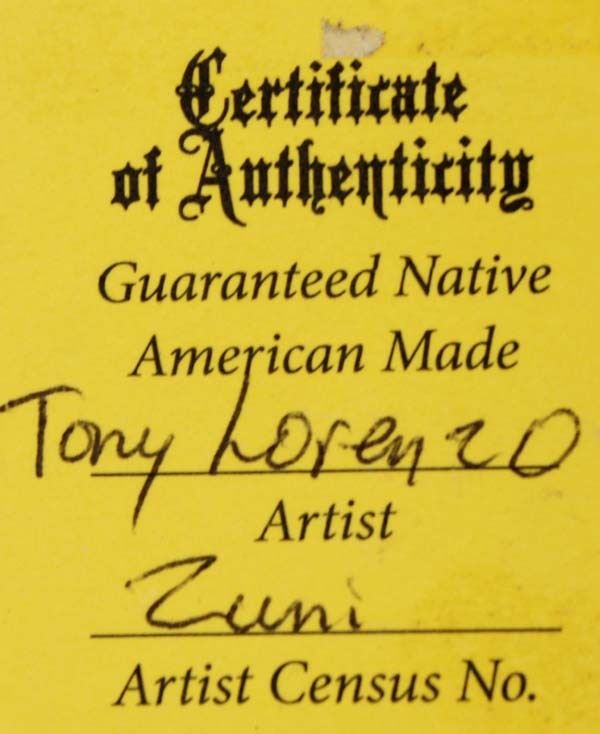 Certificate
of Authenticity
Guaranteed Native
American Made
Tony Lorenzo
Artist
Zuni
Artist Census No.